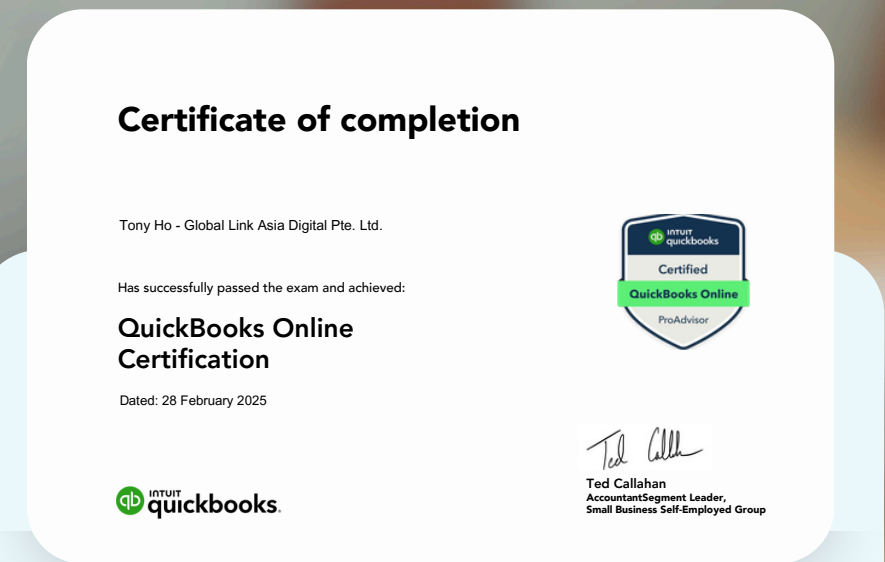 Certificate of completion
Tony Ho - Global Link Asia Digital Pte. Ltd.
INTUIT
qb quickbooks
Certified
QuickBooks Online
ProAdvisor
Has successfully passed the exam and achieved:
QuickBooks Online
Certification
Dated: 28 February 2025
Ted Callahan
AccountantSegment Leader,
Small Business Self-Employed Group
INTUIT
qb quickbooks.